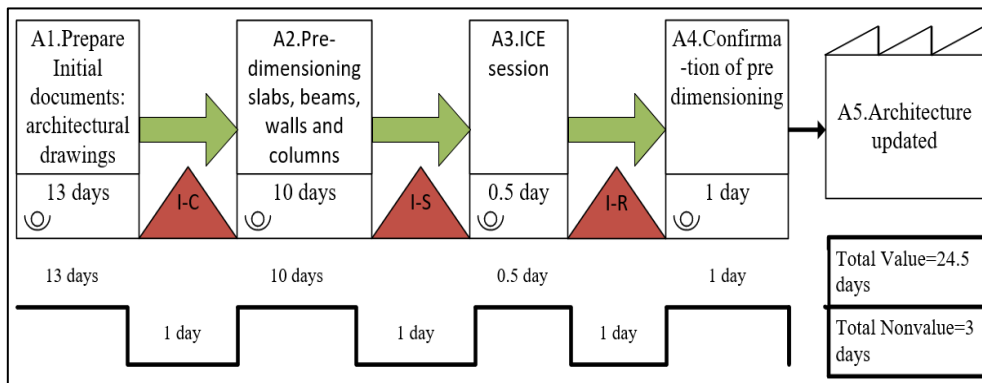 A1.Prepare
Initial
documents:
architectural
drawings
13 days
I-C
A2.Pre-
dimensioning
slabs, beams,
walls and
columns
10 days
I-S
A3.ICE
session
0.5 day
I-R
A4.Confirma
-tion of pre
dimensioning
1 day
A5.Architecture
updated
13 days
10 days
0.5 day
1 day
1 day
1 day
1 day
Total Value=24.5
days
Total Nonvalue=3
days